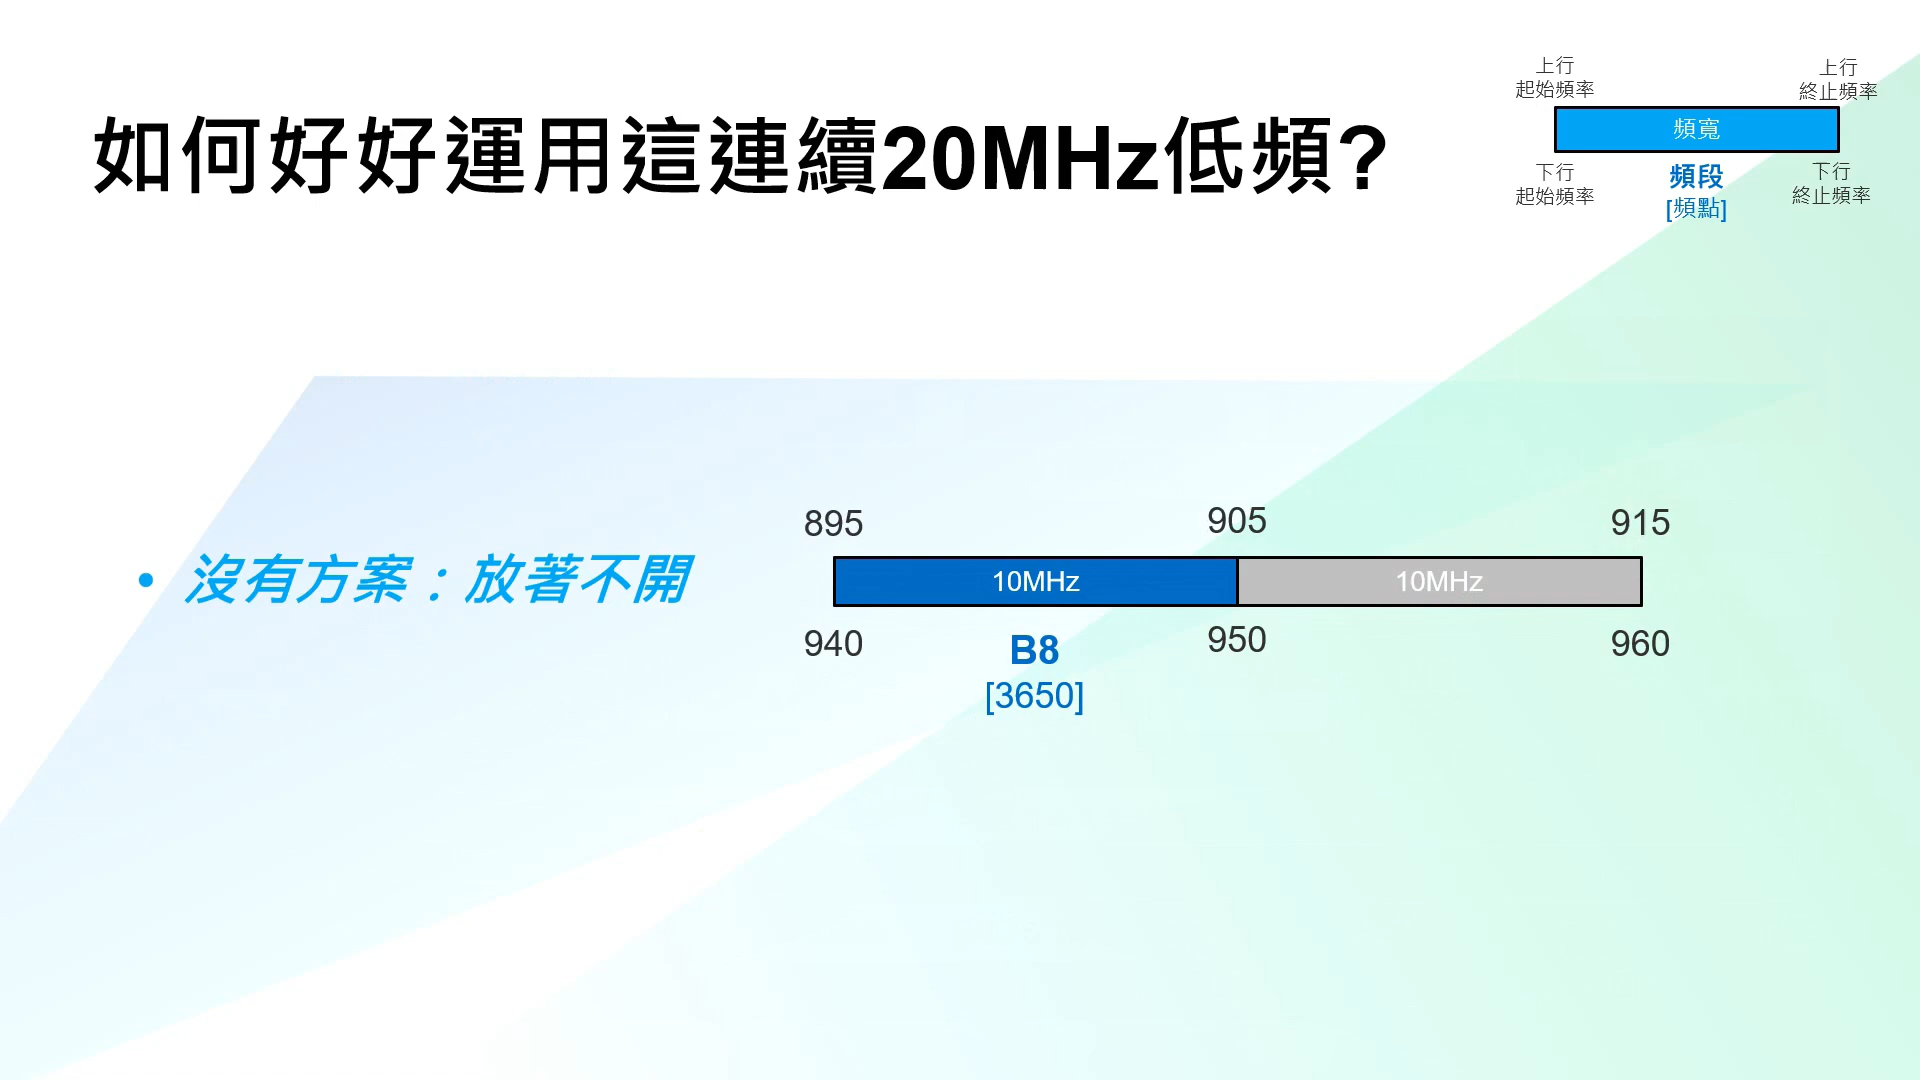 如何好好運用這連續20MHz低頻?
上行
起始頻率
上行
終止頻率
頻寬
下行
起始頻率
頻段
[頻點]
下行
終止頻率
• 沒有方案：放著不開
895
905
915
10MHz
10MHz
940
B8
[3650]
950
960